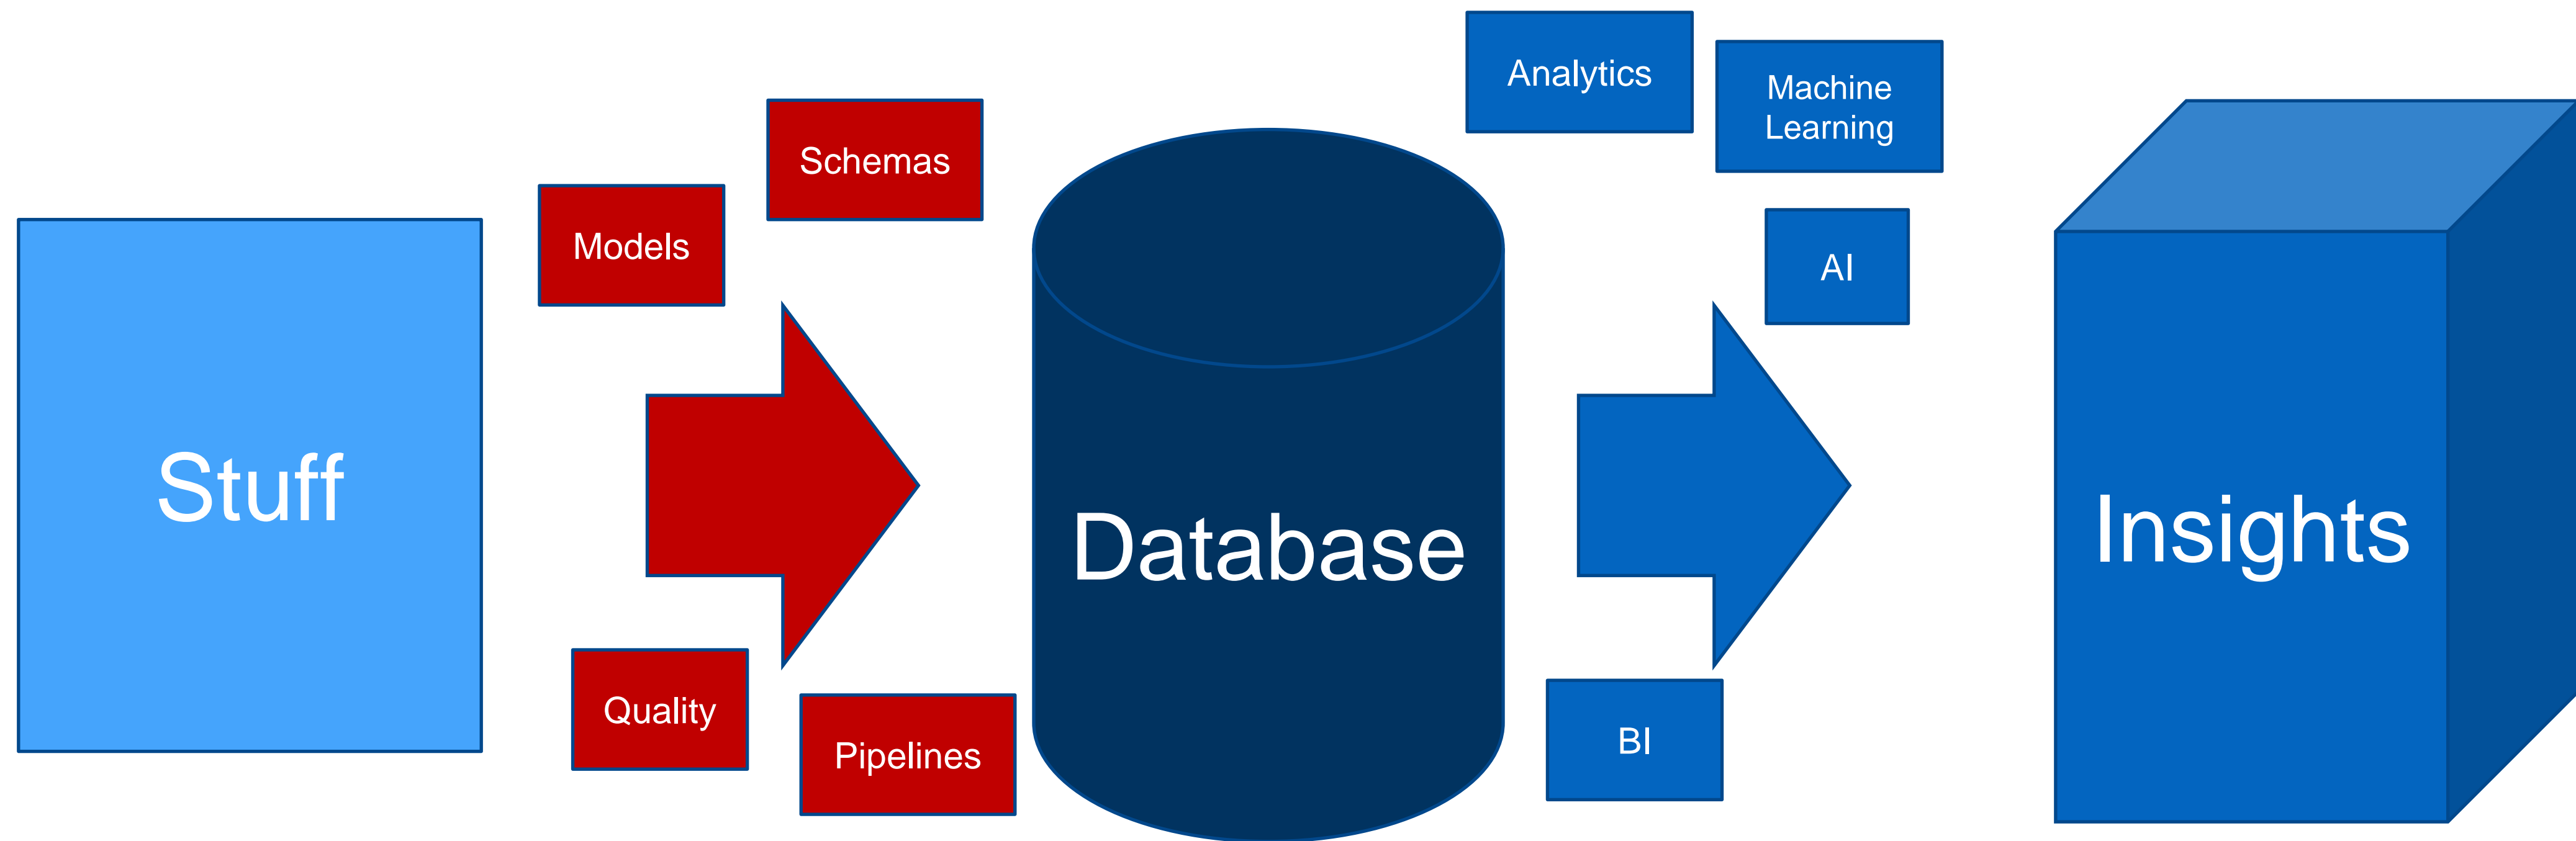 Stuff
Models
Schemas
Quality
Pipelines
Database
Analytics
Machine
Learning
AI
BI
Insights